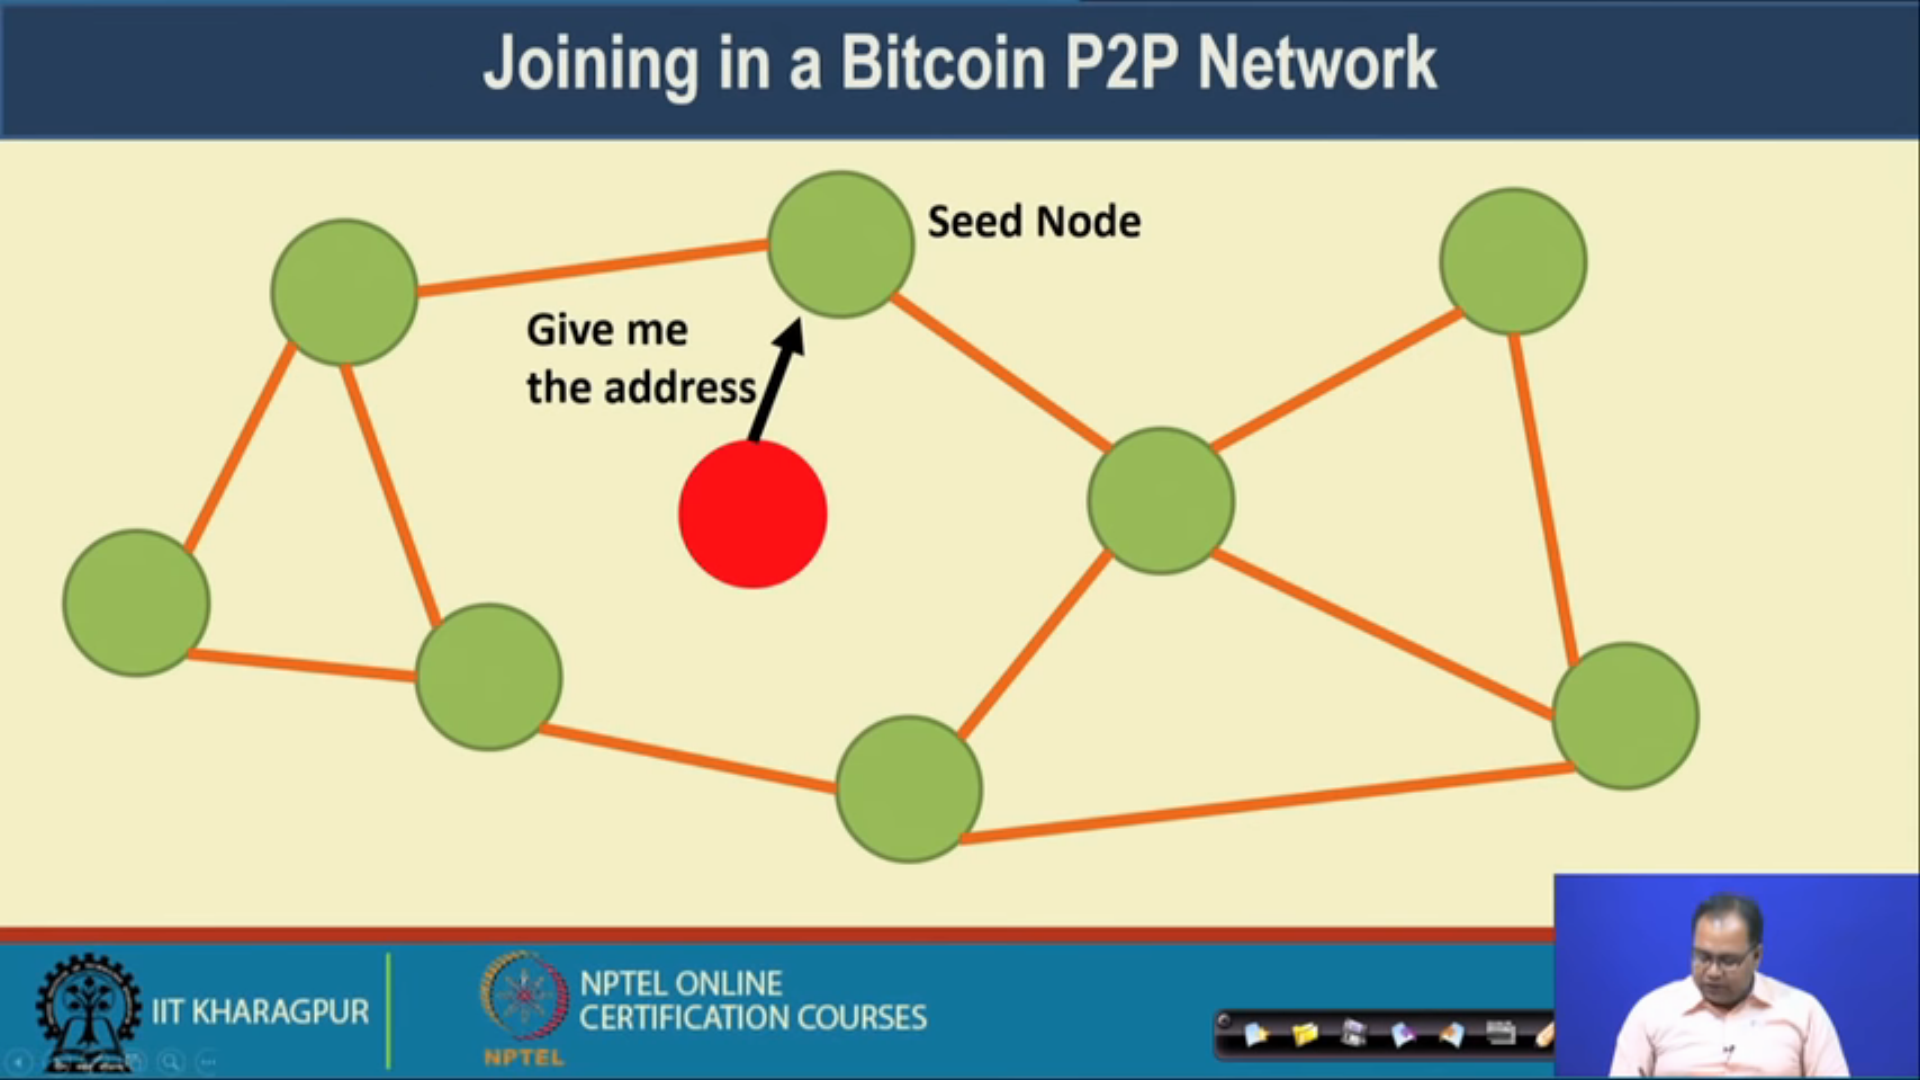 Joining in a Bitcoin P2P Network
Seed Node
Give me
the address
IIT KHARAGPUR
NPTEL ONLINE
CERTIFICATION COURSES
NPTEL